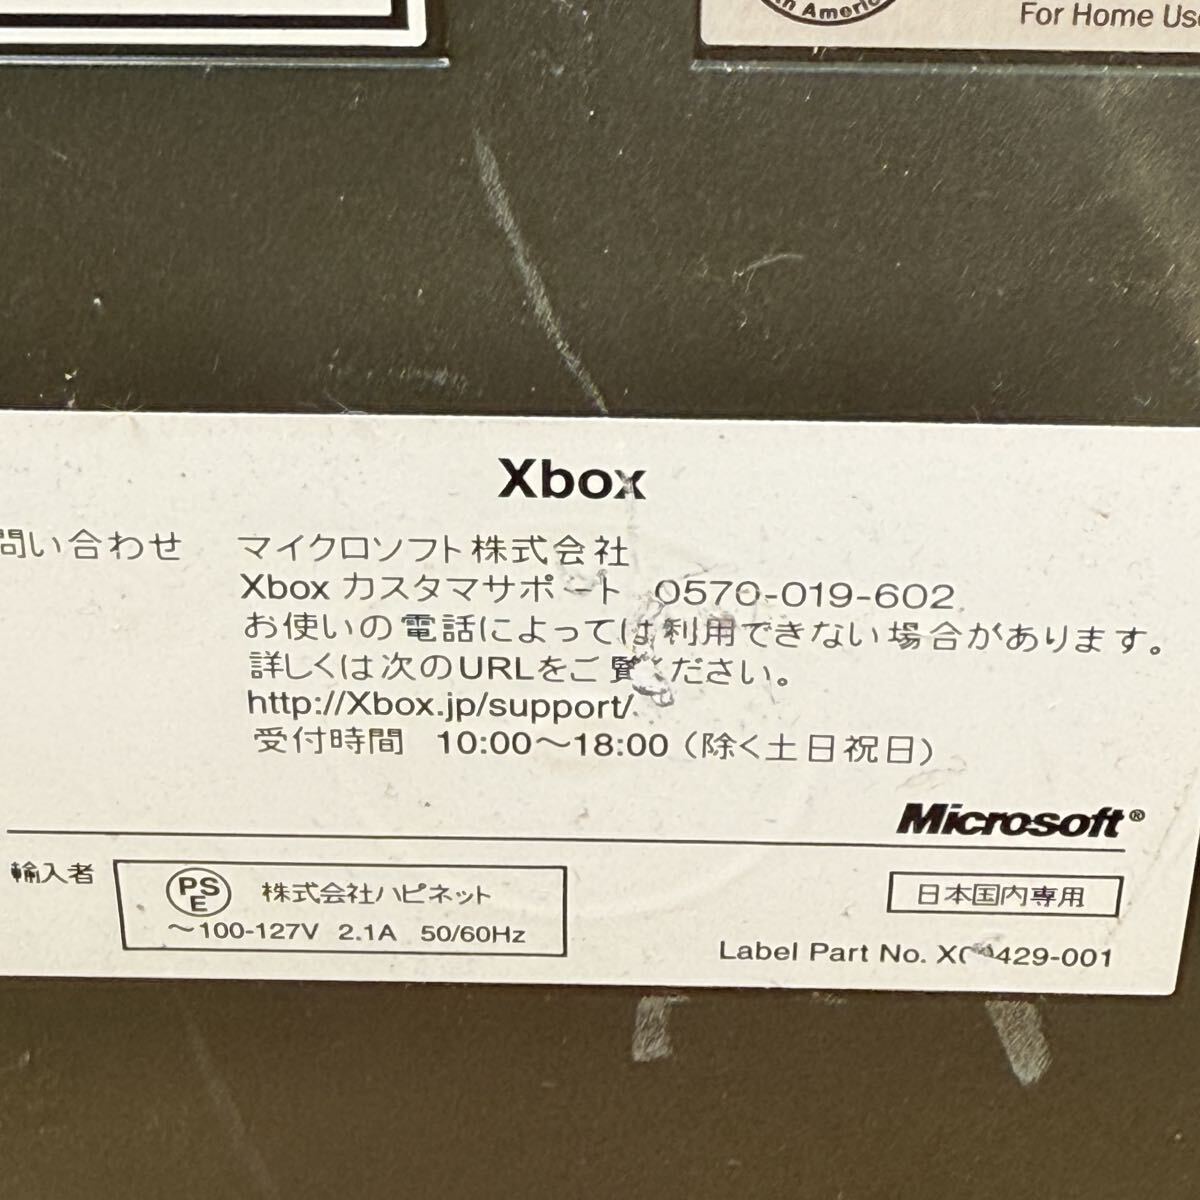 n America
For Home Us
Xbox
問い合わせ マイクロソフト株式会社
Xbox カスタマサポート 0570-019-602
お使いの電話によっては利用できない場合があります。
詳しくは次のURLをご覧ください。
http://Xbox.jp/support/
受付時間 10:00～18:00 (除く土日祝日)
Microsoft®
輸入者 PSE 株式会社ハピネット
～100-127V 2.1A 50/60Hz
日本国内専用
Label Part No.